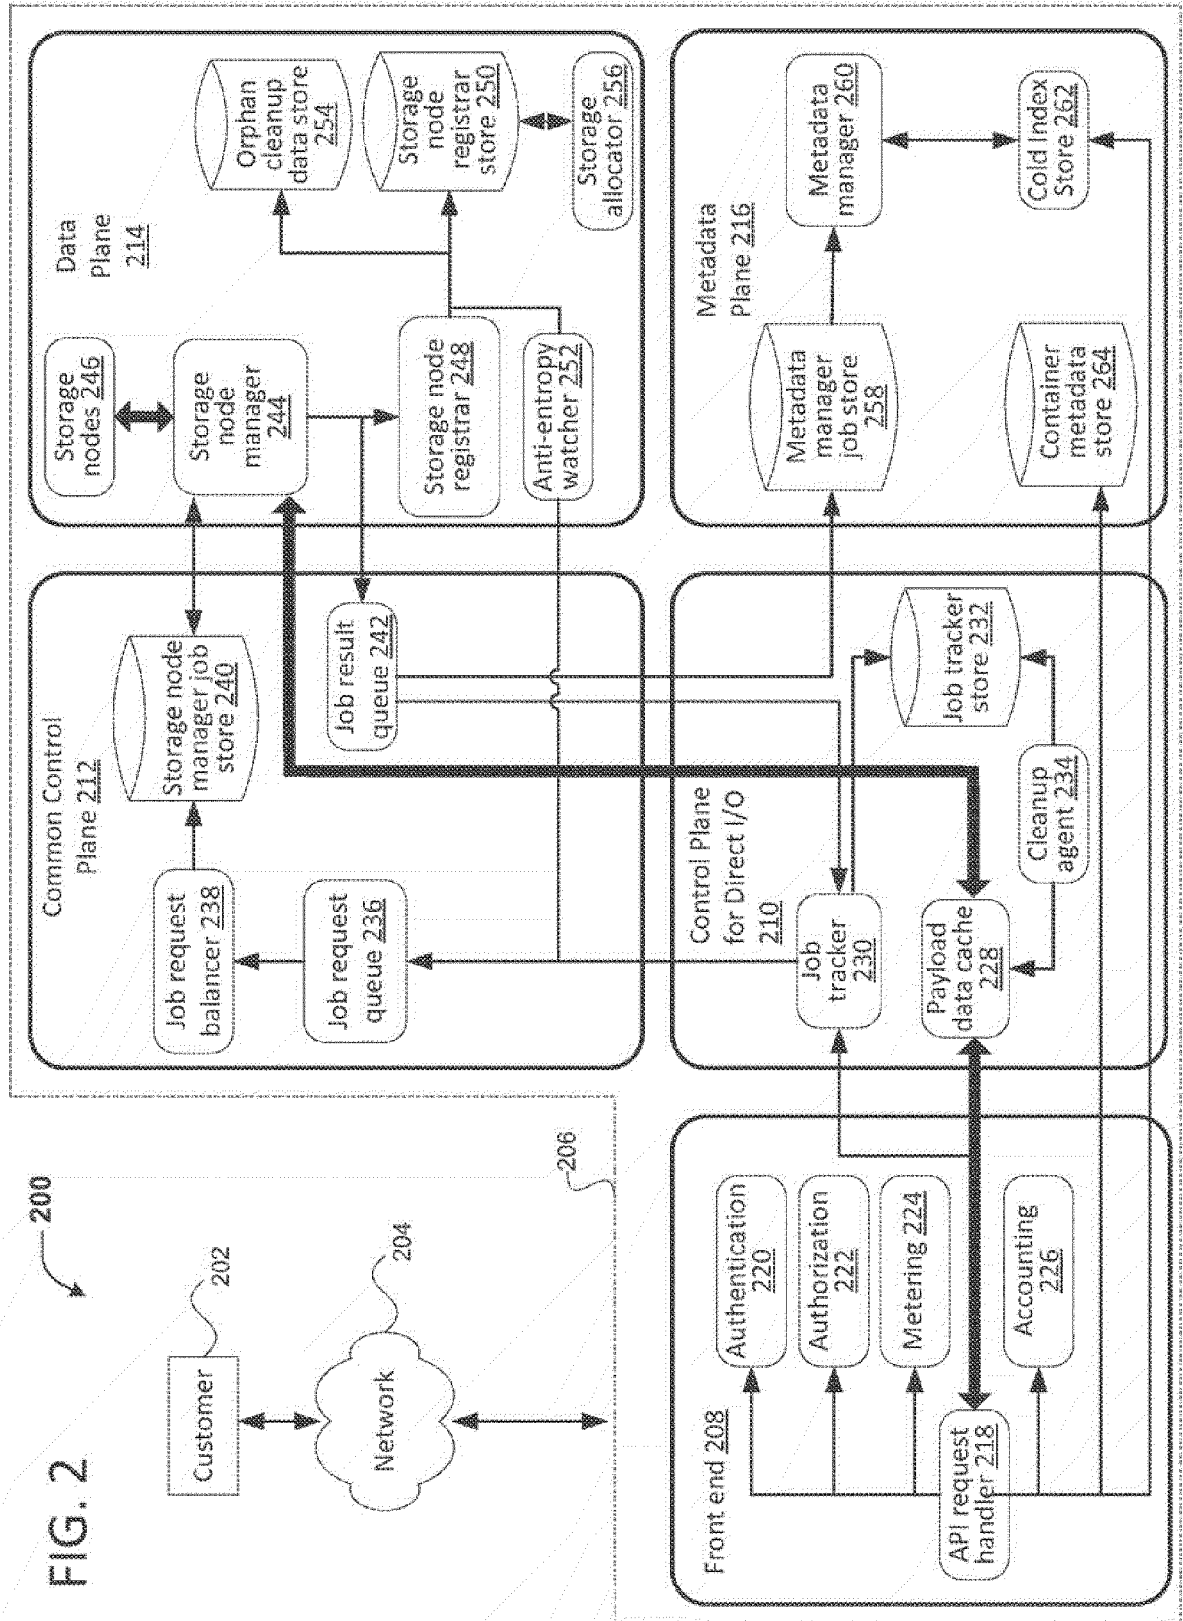 FIG. 2
200
Customer
202
Network
204
206
Common Control
Plane 212
Job request
balancer 238
Job request
queue 236
Storage node
manager job
store 240
Job result
queue 242
Data
Plane
214
Storage
nodes 246
Storage
node
manager
244
Storage node
registrar 248
Anti-entropy
watcher 252
Orphan
cleanup
data store
254
Storage
node
registrar
store 250
Storage
allocator 256
Front end 208
API request
handler 218
Authentication
220
Authorization
222
Metering 224
Accounting
226
Control Plane
for Direct I/O
210
Job
tracker
230
Payload
data cache
228
Job tracker
store 232
Cleanup
agent 234
Metadata
Plane 216
Metadata
manager
job store
258
Metadata
manager 260
Container
metadata
store 264
Cold Index
Store 262